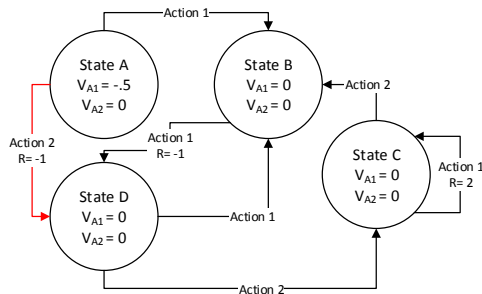 Action 1
State A
V_A1 = -.5
V_A2 = 0
State B
V_A1 = 0
V_A2 = 0
Action 2
R= -1
Action 1
R= -1
Action 2
State C
V_A1 = 0
V_A2 = 0
Action 1
R= 2
State D
V_A1 = 0
V_A2 = 0
Action 1
Action 2